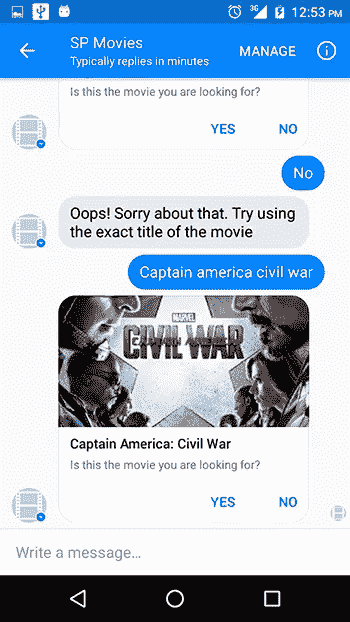 3G 12:53 PM
SP Movies
Typically replies in minutes
MANAGE
Is this the movie you are looking for?
YES NO
No
Oops! Sorry about that. Try using
the exact title of the movie
Captain america civil war
MARVEL
CAPTAIN AMERICA
CIVIL WAR
Captain America: Civil War
Is this the movie you are looking for?
YES NO
Write a message...